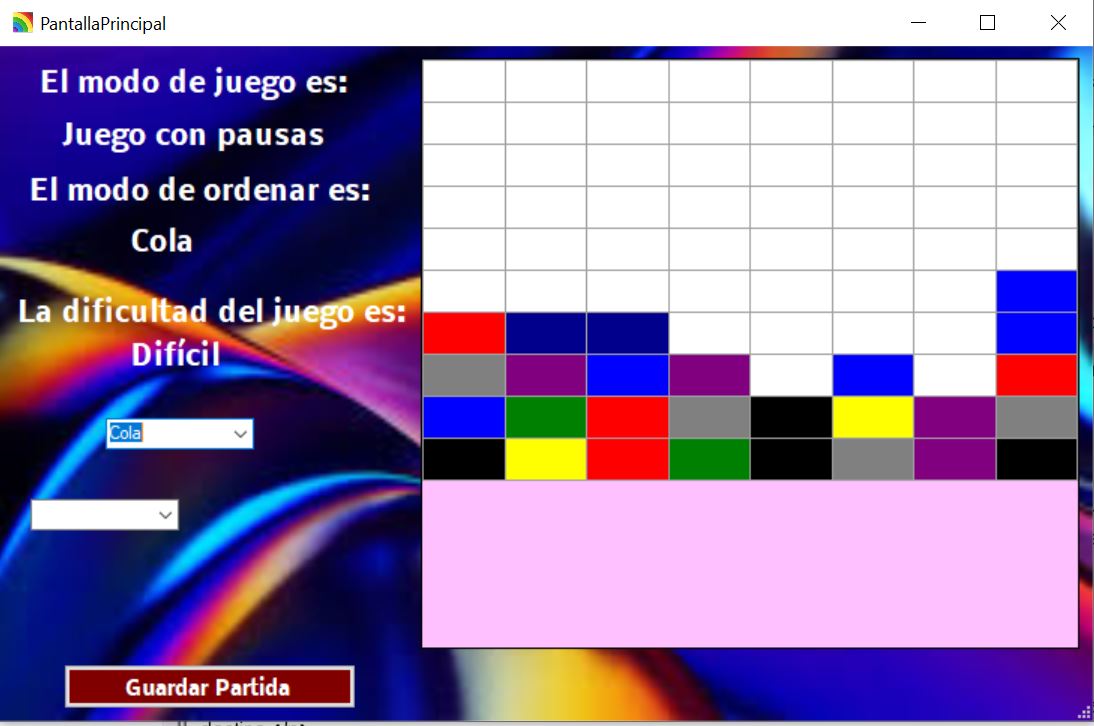 PantallaPrincipal
El modo de juego es:
Juego con pausas
El modo de ordenar es:
Cola
La dificultad del juego es:
Difícil
Cola
Guardar Partida